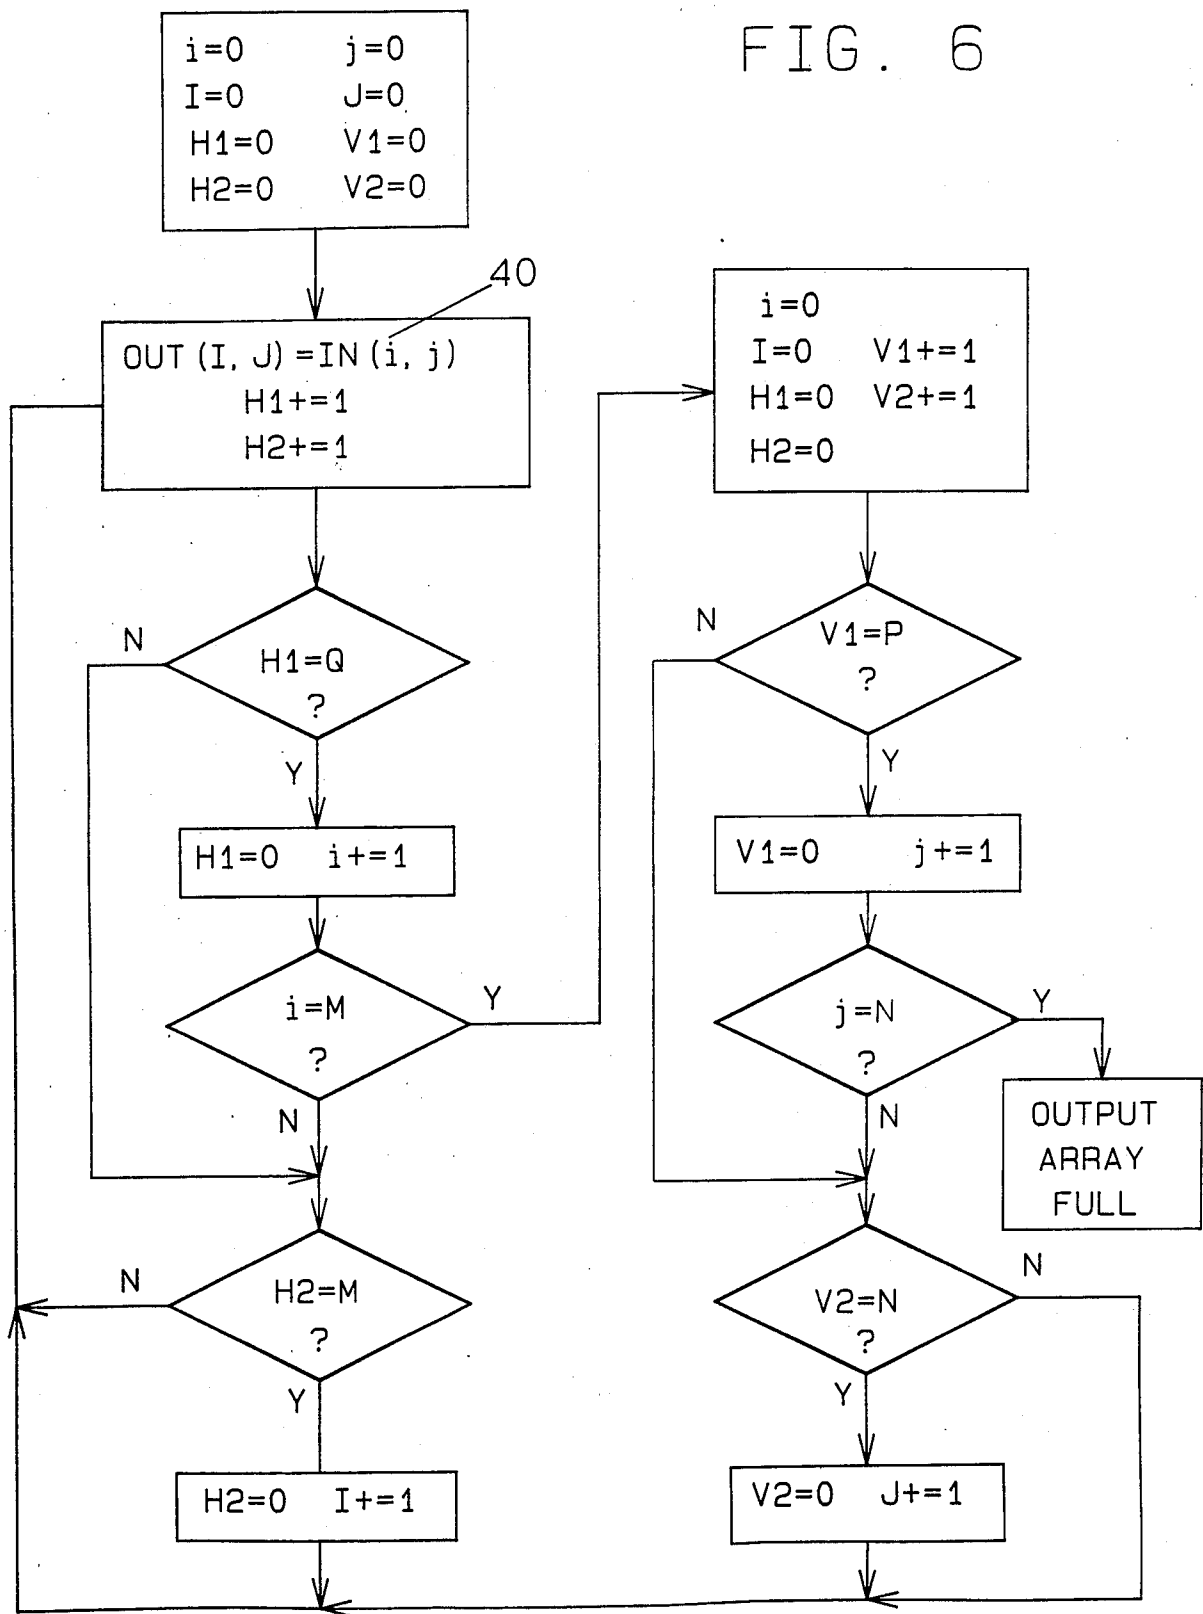 FIG. 6
i=0 j=0
I=0 J=0
H1=0 V1=0
H2=0 V2=0
40
OUT (I, J) =IN (i, j)
H1+=1
H2+=1
N
H1=Q
?
Y
H1=0 i+=1
i=M
?
Y
N
N
H2=M
?
Y
H2=0 I+=1
i=0
I=0 V1+=1
H1=0 V2+=1
H2=0
N
V1=P
?
Y
V1=0 j+=1
j=N
?
Y
N
OUTPUT
ARRAY
FULL
V2=N
?
N
Y
V2=0 J+=1